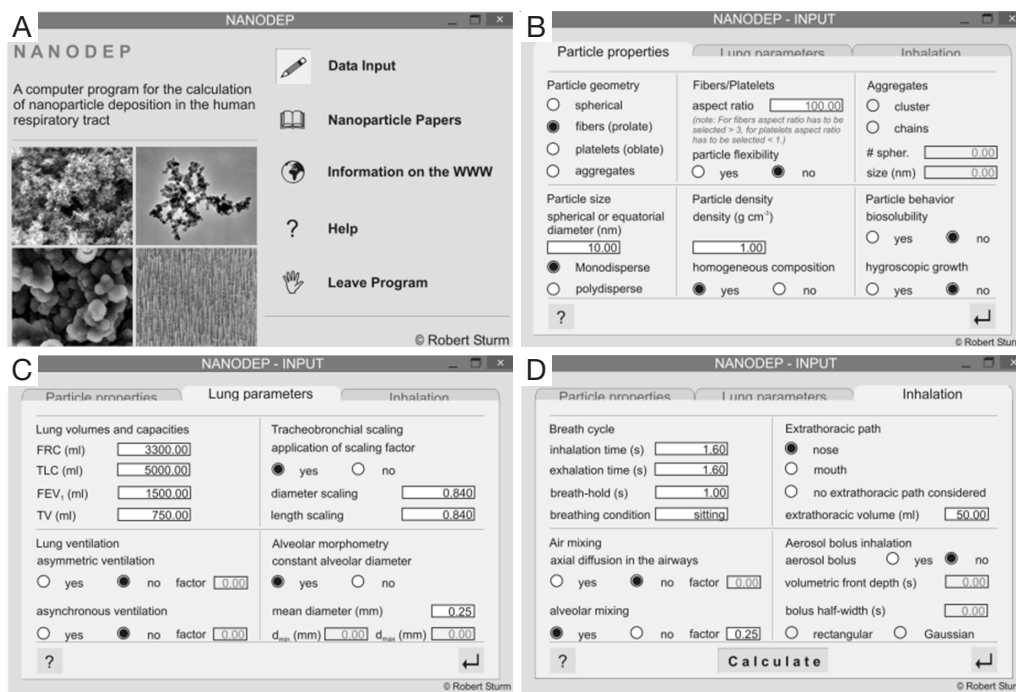 A
NANODEP
NANODEP
A computer program for the calculation
of nanoparticle deposition in the human
respiratory tract
Data Input
Nanoparticle Papers
Information on the WWW
? Help
Leave Program
© Robert Sturm
B
NANODEP - INPUT
Particle properties Lung parameters Inhalation
Particle geometry
spherical
fibers (prolate)
platelets (oblate)
aggregates
Fibers/Platelets
aspect ratio 100.00
(note: For fibers aspect ratio has to be
selected > 3, for platelets aspect ratio
has to be selected < 1.)
particle flexibility
yes no
Aggregates
cluster
chains
# spher. 0.00
size (nm) 0.00
Particle size
spherical or equatorial
diameter (nm)
10.00
Monodisperse
polydisperse
Particle density
density (g cm⁻³)
1.00
homogeneous composition
yes no
Particle behavior
biosolubility
yes no
hygroscopic growth
yes no
?
© Robert Sturm
C
NANODEP - INPUT
Particle properties Lung parameters Inhalation
Lung volumes and capacities
FRC (ml) 3300.00
TLC (ml) 5000.00
FEV₁ (ml) 1500.00
TV (ml) 750.00
Tracheobronchial scaling
application of scaling factor
yes no
diameter scaling 0.840
length scaling 0.840
Lung ventilation
asymmetric ventilation
yes no factor 0.00
asynchronous ventilation
yes no factor 0.00
Alveolar morphometry
constant alveolar diameter
yes no
mean diameter (mm) 0.25
dmin (mm) 0.00 dmax (mm) 0.00
?
© Robert Sturm
D
NANODEP - INPUT
Particle properties Lung parameters Inhalation
Breath cycle
inhalation time (s) 1.60
exhalation time (s) 1.60
breath-hold (s) 1.00
breathing condition sitting
Extrathoracic path
nose
mouth
no extrathoracic path considered
extrathoracic volume (ml) 50.00
Air mixing
axial diffusion in the airways
yes no factor 0.00
alveolar mixing
yes no factor 0.25
Aerosol bolus inhalation
aerosol bolus yes no
volumetric front depth (s) 0.00
bolus half-width (s) 0.00
rectangular Gaussian
?
Calculate
© Robert Sturm